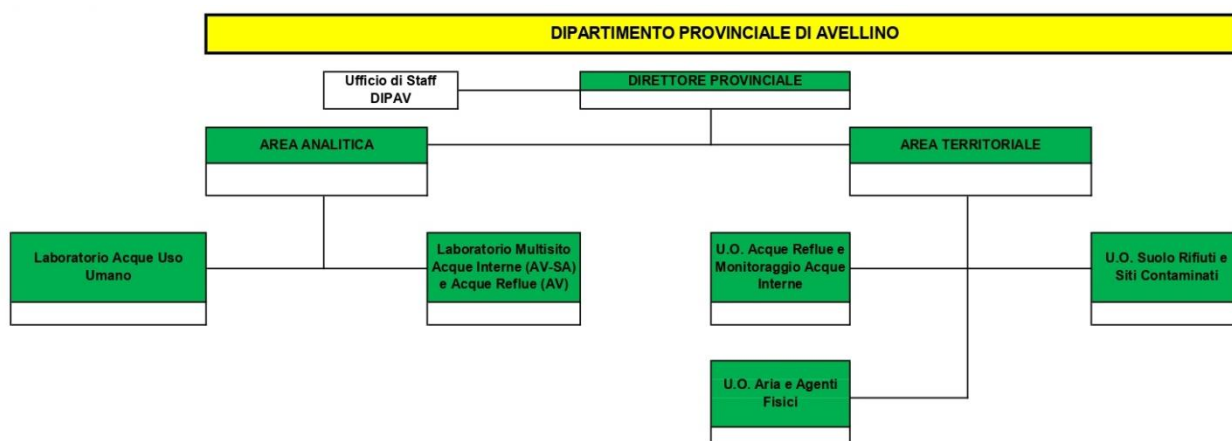 DIPARTIMENTO PROVINCIALE DI AVELLINO
Ufficio di Staff
DIPAV
DIRETTORE PROVINCIALE
AREA ANALITICA
AREA TERRITORIALE
Laboratorio Acque Uso
Umano
Laboratorio Multisito
Acque Interne (AV-SA)
e Acque Reflue (AV)
U.O. Acque Reflue e
Monitoraggio Acque
Interne
U.O. Suolo Rifiuti e
Siti Contaminati
U.O. Aria e Agenti
Fisici